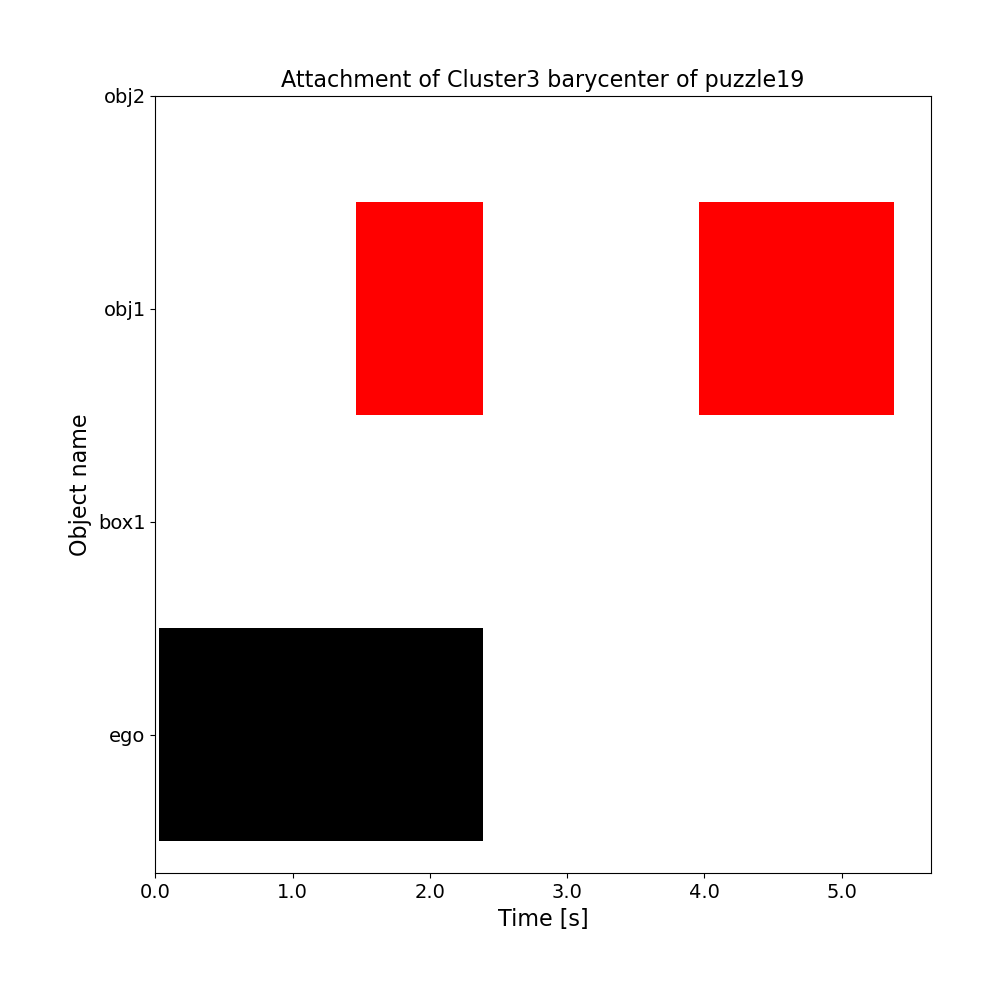 Attachment of Cluster3 barycenter of puzzle19
obj2
obj1
box1
ego
Object name
0.0 1.0 2.0 3.0 4.0 5.0
Time [s]